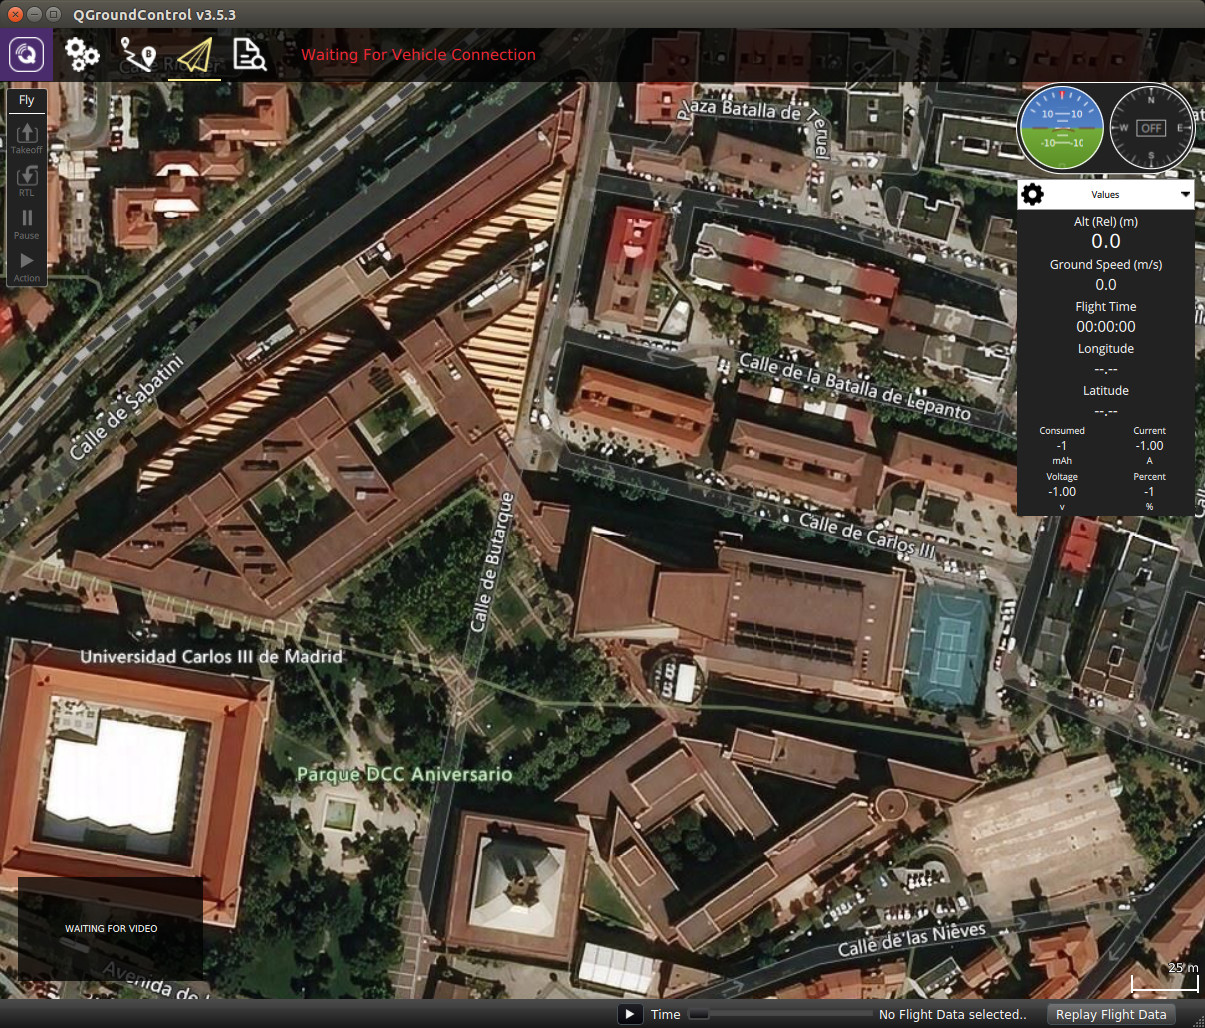 QGroundControl v3.5.3
Waiting For Vehicle Connection
Fly
Takeoff
RTL
Pause
Action
Plaza Batalla de Teruel
10 10
-10 -10
N
W OFF E
S
Values
Alt (Rel) (m)
0.0
Ground Speed (m/s)
0.0
Flight Time
00:00:00
Longitude
--.--
Latitude
--.--
Consumed Current
-1 -1.00
mAh A
Voltage Percent
-1.00 -1
v %
Calle de Sabatini
Calle de la Batalla de Lepanto
Calle de Carlos III
Calle de Butarque
Universidad Carlos III de Madrid
Parque DCC Aniversario
WAITING FOR VIDEO
Calle de las Nieves
Avenida de
25 m
Time No Flight Data selected.. Replay Flight Data